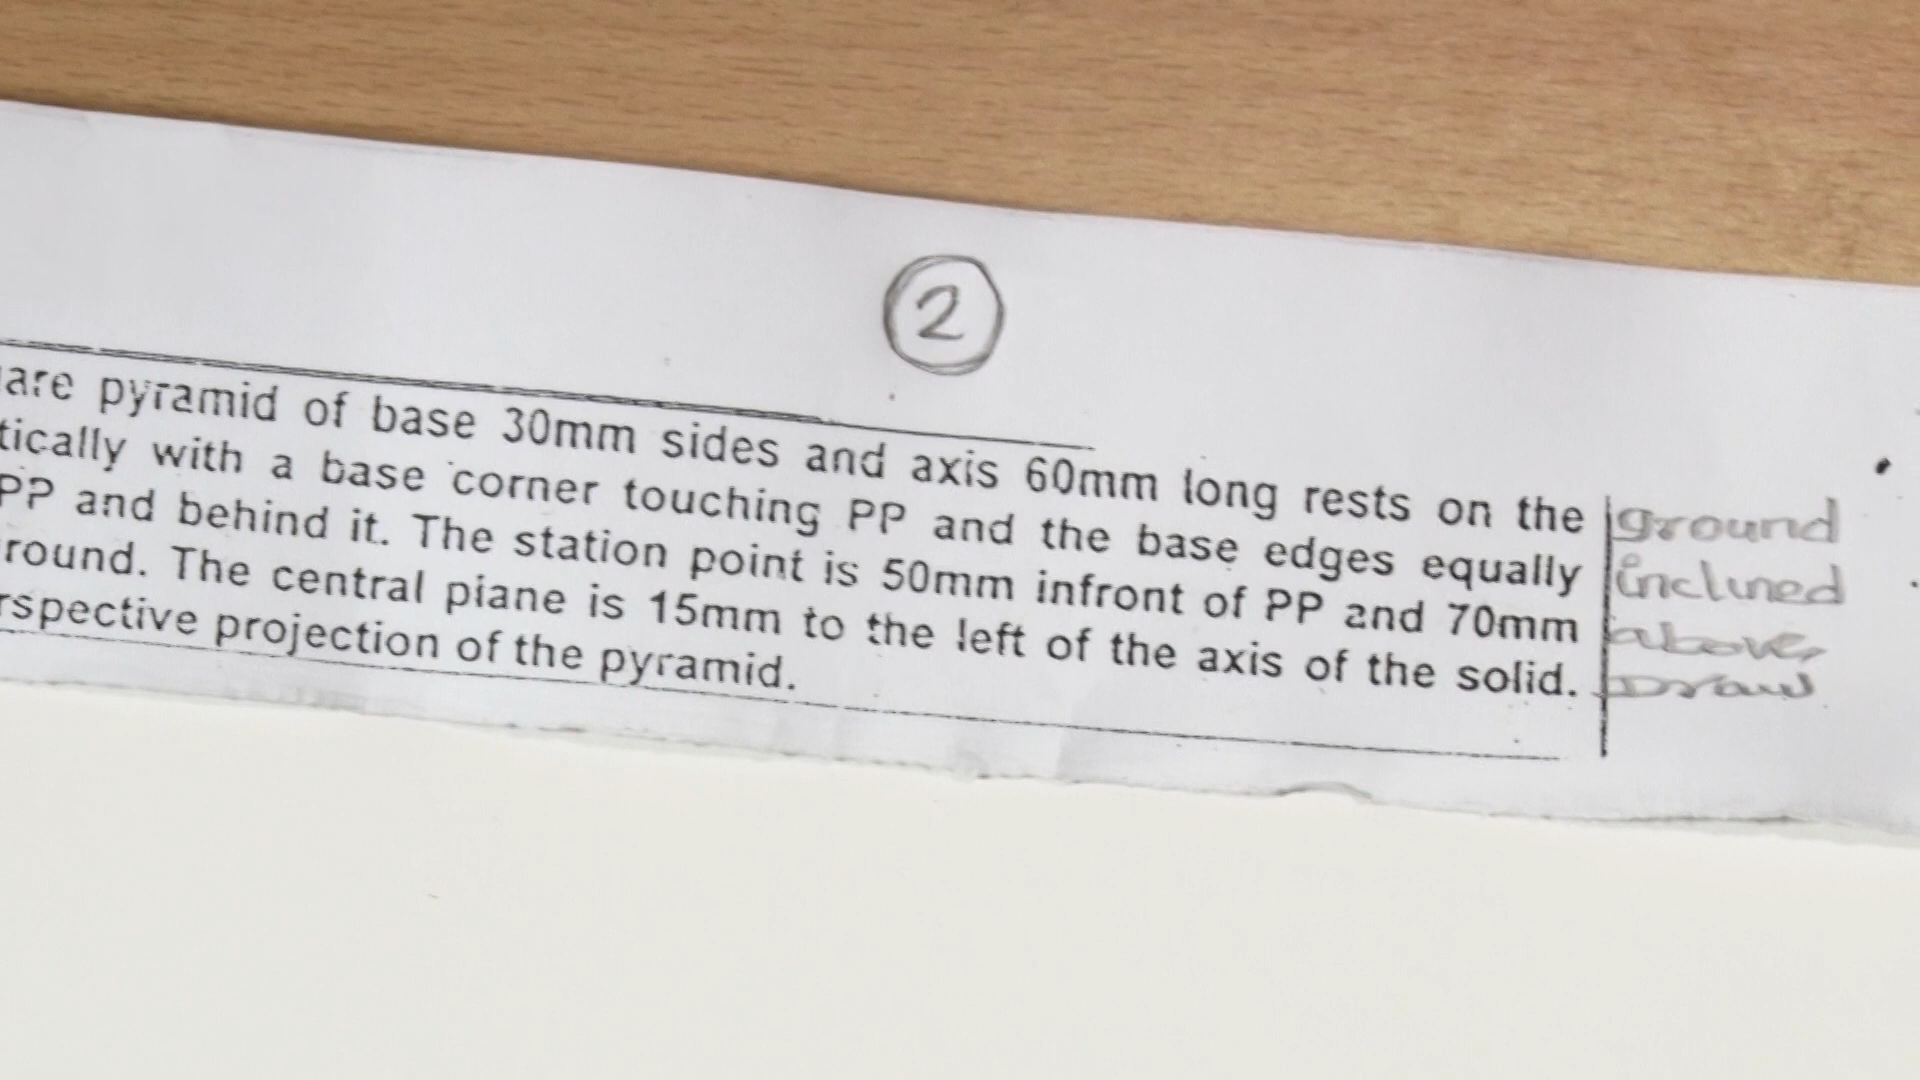 2
are pyramid of base 30mm sides and axis 60mm long rests on the ground
tically with a base corner touching PP and the base edges equally inclined
PP and behind it. The station point is 50mm infront of PP and 70mm above
round. The central plane is 15mm to the left of the axis of the solid. Draw
rspective projection of the pyramid.